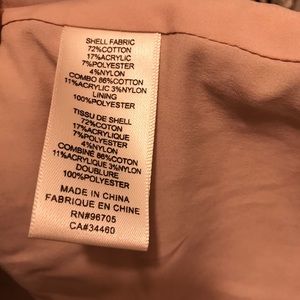 SHELL FABRIC
72%COTTON
17%ACRYLIC
7%POLYESTER
4%NYLON
COMBO 86%COTTON
11%ACRYLIC 3%NYLON
LINING
100%POLYESTER
TISSU DE SHELL
72%COTON
17%ACRYLIQUE
7%POLYESTER
4%NYLON
COMBINE 86%COTON
11%ACRYLIQUE 3%NYLON
DOUBLURE
100%POLYESTER
MADE IN CHINA
FABRIQUE EN CHINE
RN#96705
CA#34460